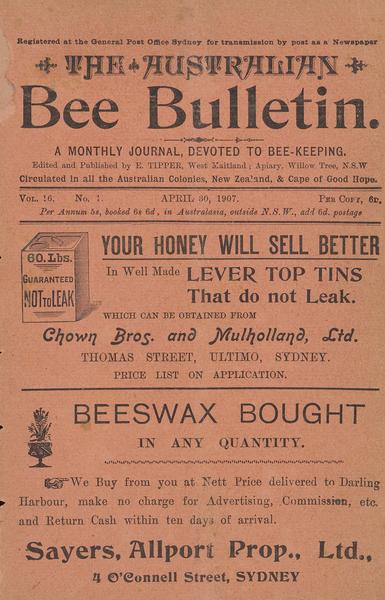 Registered at the General Post Office Sydney for transmission by post as a Newspaper
THE AUSTRALIAN
Bee Bulletin.
A MONTHLY JOURNAL, DEVOTED TO BEE-KEEPING.
Edited and Published by E. TIPPER, West Maitland; Apiary, Willow Tree, N.S.W
Circulated in all the Australian Colonies, New Zealand, & Cape of Good Hope.
VOL. 16. No. 1. APRIL 30, 1907. PER COPY, 6D,
Per Annum 5s, booked 6s 6d, in Australasia, outside N.S.W., add 6d. postage
60. Lbs.
GUARANTEED
NOT TO LEAK
YOUR HONEY WILL SELL BETTER
In Well Made LEVER TOP TINS
That do not Leak.
WHICH CAN BE OBTAINED FROM
Chown Bros. and Mulholland, Ltd.
THOMAS STREET, ULTIMO, SYDNEY.
PRICE LIST ON APPLICATION.
BEESWAX BOUGHT
IN ANY QUANTITY.
We Buy from you at Nett Price delivered to Darling
Harbour, make no charge for Advertising, Commission, etc.
and Return Cash within ten days of arrival.
Sayers, Allport Prop., Ltd.,
4 O'Connell Street, SYDNEY